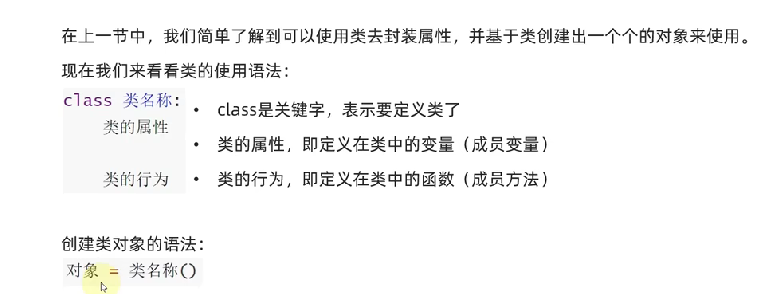 在上一节中，我们简单了解到可以使用类去封装属性，并基于类创建出一个个的对象来使用。
现在我们来看看类的使用语法：
class 类名称:
类的属性
类的行为
• class是关键字，表示要定义类了
• 类的属性，即定义在类中的变量（成员变量）
• 类的行为，即定义在类中的函数（成员方法）
创建类对象的语法：
对象 = 类名称()